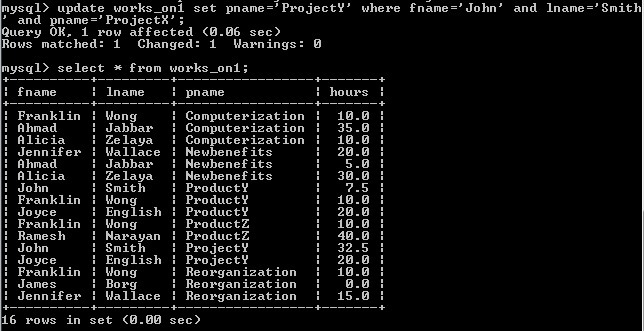 mysql> update works_on1 set pname='ProjectY' where fname='John' and lname='Smith
' and pname='ProjectX';
Query OK, 1 row affected (0.06 sec)
Rows matched: 1  Changed: 1  Warnings: 0

mysql> select * from works_on1;
+----------+---------+-----------------+-------+
| fname    | lname   | pname           | hours |
+----------+---------+-----------------+-------+
| Franklin | Wong    | Computerization |  10.0 |
| Ahmad    | Jabbar  | Computerization |  35.0 |
| Alicia   | Zelaya  | Computerization |  10.0 |
| Jennifer | Wallace | Newbenefits     |  20.0 |
| Ahmad    | Jabbar  | Newbenefits     |   5.0 |
| Alicia   | Zelaya  | Newbenefits     |  30.0 |
| John     | Smith   | ProductY        |   7.5 |
| Franklin | Wong    | ProductY        |  10.0 |
| Joyce    | English | ProductY        |  20.0 |
| Franklin | Wong    | ProductZ        |  10.0 |
| Ramesh   | Narayan | ProductZ        |  40.0 |
| John     | Smith   | ProjectY        |  32.5 |
| Joyce    | English | ProjectY        |  20.0 |
| Franklin | Wong    | Reorganization  |  10.0 |
| James    | Borg    | Reorganization  |   0.0 |
| Jennifer | Wallace | Reorganization  |  15.0 |
+----------+---------+-----------------+-------+
16 rows in set (0.00 sec)